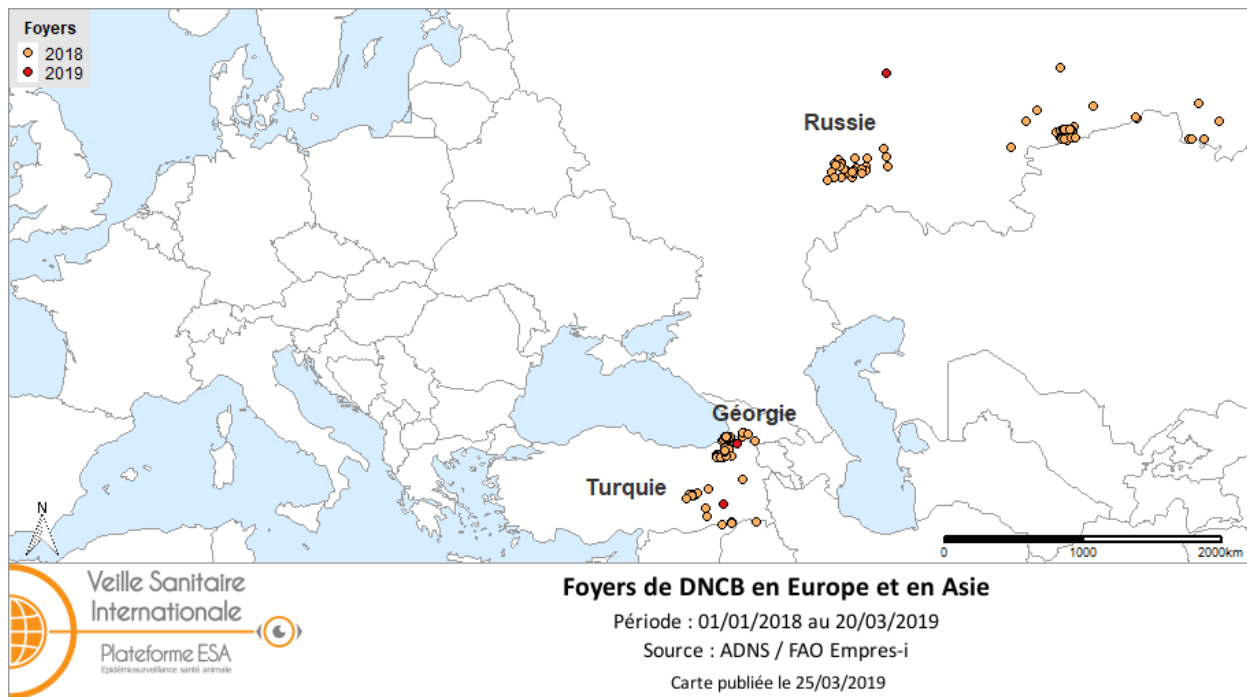 Foyers
2018
2019
Russie
Géorgie
Turquie
N
0 1000 2000km
Veille Sanitaire
Internationale
Plateforme ESA
Epidémiosurveillance santé animale
Foyers de DNCB en Europe et en Asie
Période : 01/01/2018 au 20/03/2019
Source : ADNS / FAO Empres-i
Carte publiée le 25/03/2019